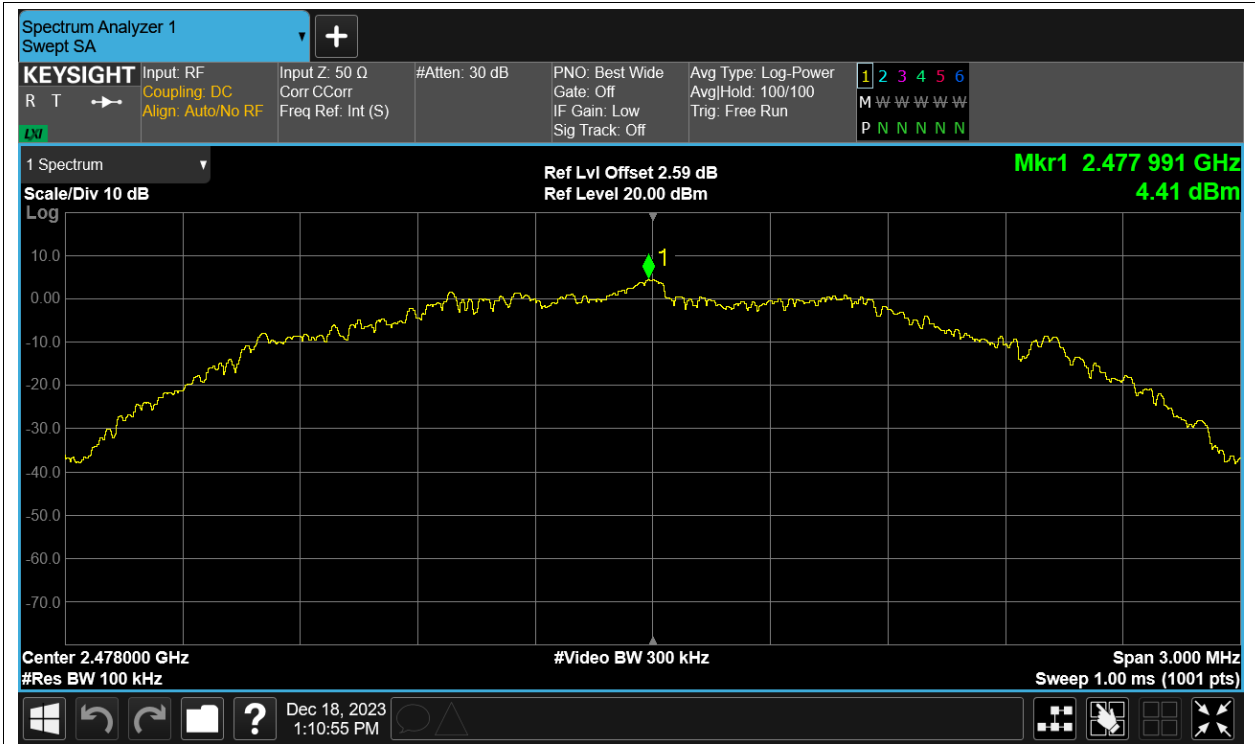 Spectrum Analyzer 1
Swept SA
KEYSIGHT
R T
LXI
Input: RF
Coupling: DC
Align: Auto/No RF
Input Z: 50 Ω
Corr CCorr
Freq Ref: Int (S)
#Atten: 30 dB
PNO: Best Wide
Gate: Off
IF Gain: Low
Sig Track: Off
Avg Type: Log-Power
Avg|Hold: 100/100
Trig: Free Run
1 2 3 4 5 6
M W W W W W
P N N N N N
1 Spectrum
Scale/Div 10 dB
Log
Ref Lvl Offset 2.59 dB
Ref Level 20.00 dBm
Mkr1 2.477 991 GHz
4.41 dBm
1
10.0
0.00
-10.0
-20.0
-30.0
-40.0
-50.0
-60.0
-70.0
Center 2.478000 GHz
#Res BW 100 kHz
#Video BW 300 kHz
Span 3.000 MHz
Sweep 1.00 ms (1001 pts)
?
Dec 18, 2023
1:10:55 PM